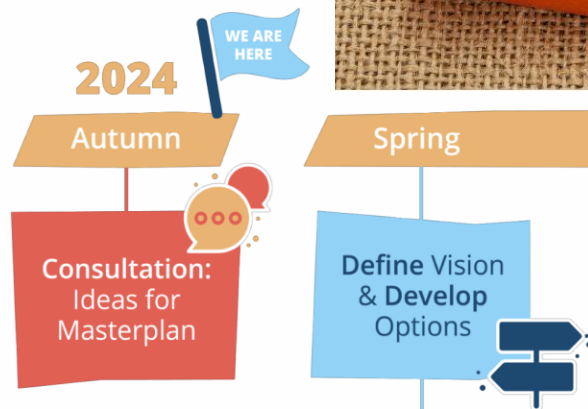 WE ARE
HERE
2024
Autumn
Spring
Consultation:
Ideas for
Masterplan
Define Vision
& Develop
Options